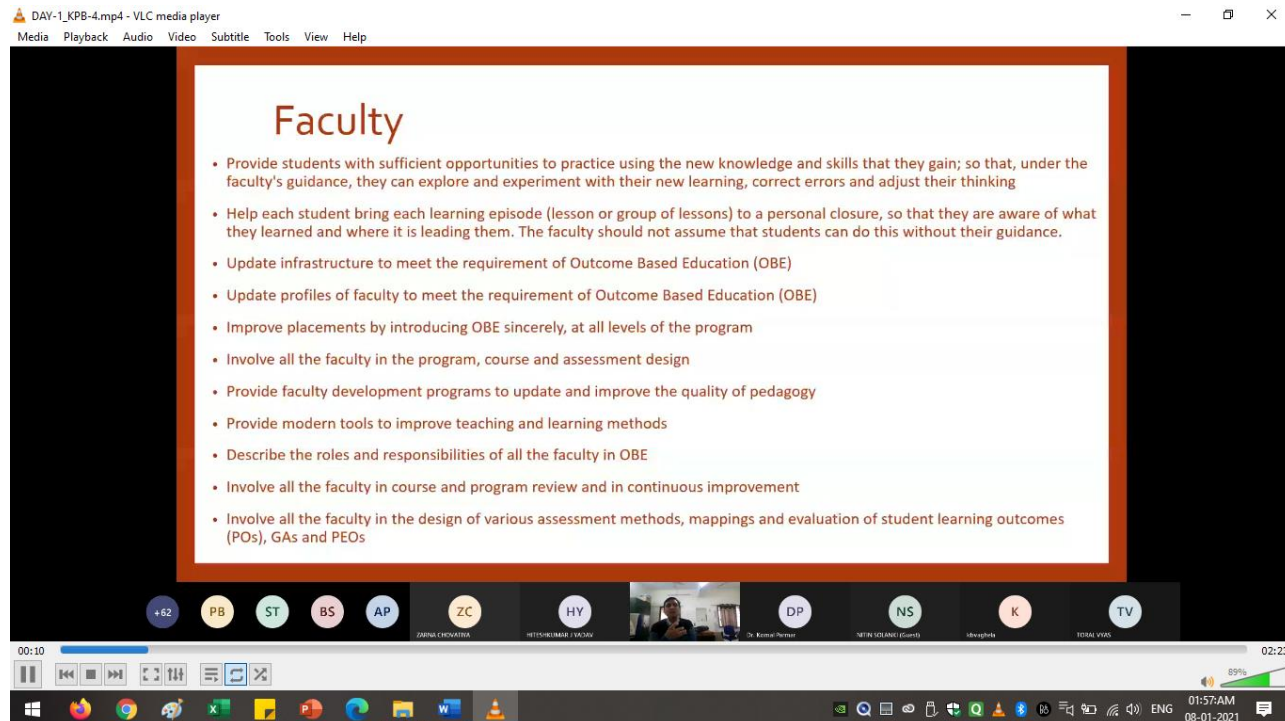 DAY-1_KPB-4.mp4 - VLC media player
Media Playback Audio Video Subtitle Tools View Help
Faculty
• Provide students with sufficient opportunities to practice using the new knowledge and skills that they gain; so that, under the
faculty's guidance, they can explore and experiment with their new learning, correct errors and adjust their thinking
• Help each student bring each learning episode (lesson or group of lessons) to a personal closure, so that they are aware of what
they learned and where it is leading them. The faculty should not assume that students can do this without their guidance.
• Update infrastructure to meet the requirement of Outcome Based Education (OBE)
• Update profiles of faculty to meet the requirement of Outcome Based Education (OBE)
• Improve placements by introducing OBE sincerely, at all levels of the program
• Involve all the faculty in the program, course and assessment design
• Provide faculty development programs to update and improve the quality of pedagogy
• Provide modern tools to improve teaching and learning methods
• Describe the roles and responsibilities of all the faculty in OBE
• Involve all the faculty in course and program review and in continuous improvement
• Involve all the faculty in the design of various assessment methods, mappings and evaluation of student learning outcomes
(POs), GAs and PEOs
+62 PB ST BS AP ZC HY DP NS K TV
ZARNA CHOVATIYA HITESHKUMAR J YADAV Dr. Komal Parmar NITIN SOLANKI (Guest) TORAL VYAS
00:10 02:23
89%
ENG 01:57:AM
08-01-2021